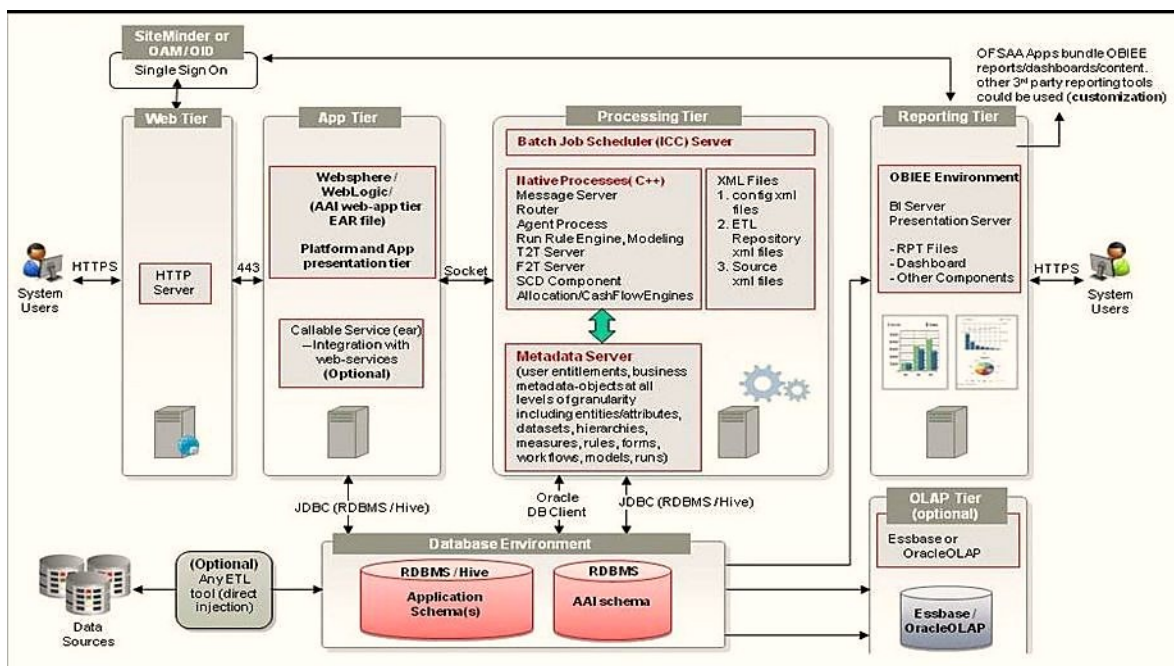 SiteMinder or
OAM/OID
Single Sign On
OFSAA Apps bundle OBIEE
reports/dashboards/content.
other 3rd party reporting tools
could be used (customization)
Web Tier
App Tier
Processing Tier
Reporting Tier
HTTPS
System
Users
HTTP
Server
443
Websphere /
WebLogic/
(AAI web-app tier
EAR file)
Platform and App
presentation tier
Callable Service (ear)
–Integration with
web-services
(Optional)
Socket
Batch Job Scheduler (ICC) Server
Native Processes( C++)
Message Server
Router
Agent Process
Run Rule Engine, Modeling
T2T Server
F2T Server
SCD Component
Allocation/CashFlowEngines
XML Files
1. config xml
files
2. ETL
Repository
xml files
3. Source
xml files
Metadata Server
(user entitlements, business
metadata-objects at all
levels of granularity
including entities/attributes,
datasets, hierarchies,
measures, rules, forms,
workflows, models, runs)
OBIEE Environment
BI Server
Presentation Server
- RPT Files
- Dashboard
- Other Components
HTTPS
System
Users
JDBC (RDBMS / Hive)
Oracle
DB Client
JDBC (RDBMS / Hive)
OLAP Tier
(optional)
Essbase or
OracleOLAP
Essbase /
OracleOLAP
Database Environment
RDBMS / Hive
Application
Schema(s)
RDBMS
AAI schema
(Optional)
Any ETL
tool (direct
injection)
Data
Sources